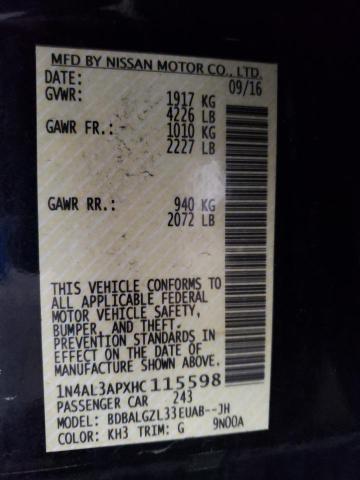 MFD BY NISSAN MOTOR CO., LTD.
DATE: 09/16
GVWR: 1917 KG
4226 LB
GAWR FR.: 1010 KG
2227 LB
GAWR RR.: 940 KG
2072 LB
THIS VEHICLE CONFORMS TO
ALL APPLICABLE FEDERAL
MOTOR VEHICLE SAFETY,
BUMPER, AND THEFT
PREVENTION STANDARDS IN
EFFECT ON THE DATE OF
MANUFACTURE SHOWN ABOVE.
1N4AL3APXHC115598
PASSENGER CAR 243
MODEL: BDBALGZL33EUAB--JH
COLOR: KH3 TRIM: G 9N00A